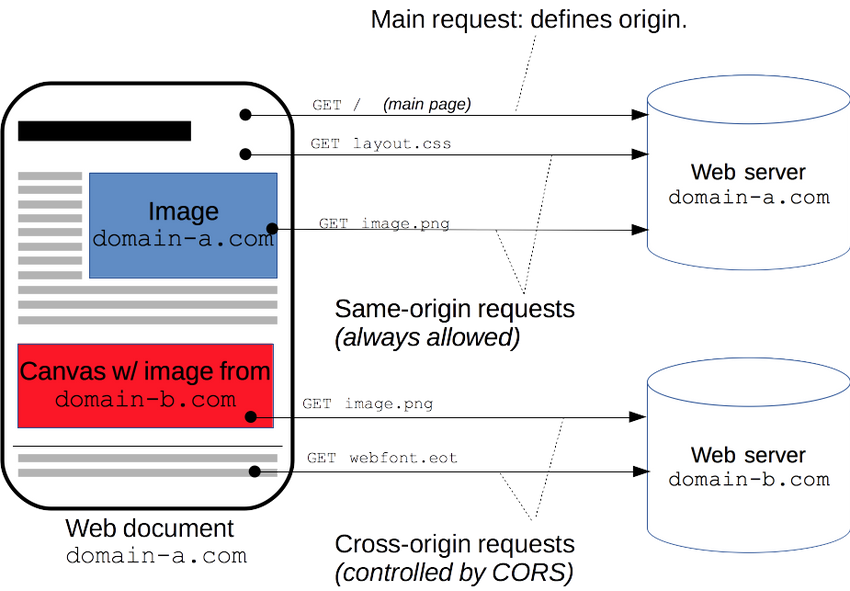 Main request: defines origin.
GET / (main page)
GET layout.css
Image
domain-a.com
GET image.png
Web server
domain-a.com
Same-origin requests
(always allowed)
Canvas w/ image from
domain-b.com
GET image.png
GET webfont.eot
Web server
domain-b.com
Web document
domain-a.com
Cross-origin requests
(controlled by CORS)